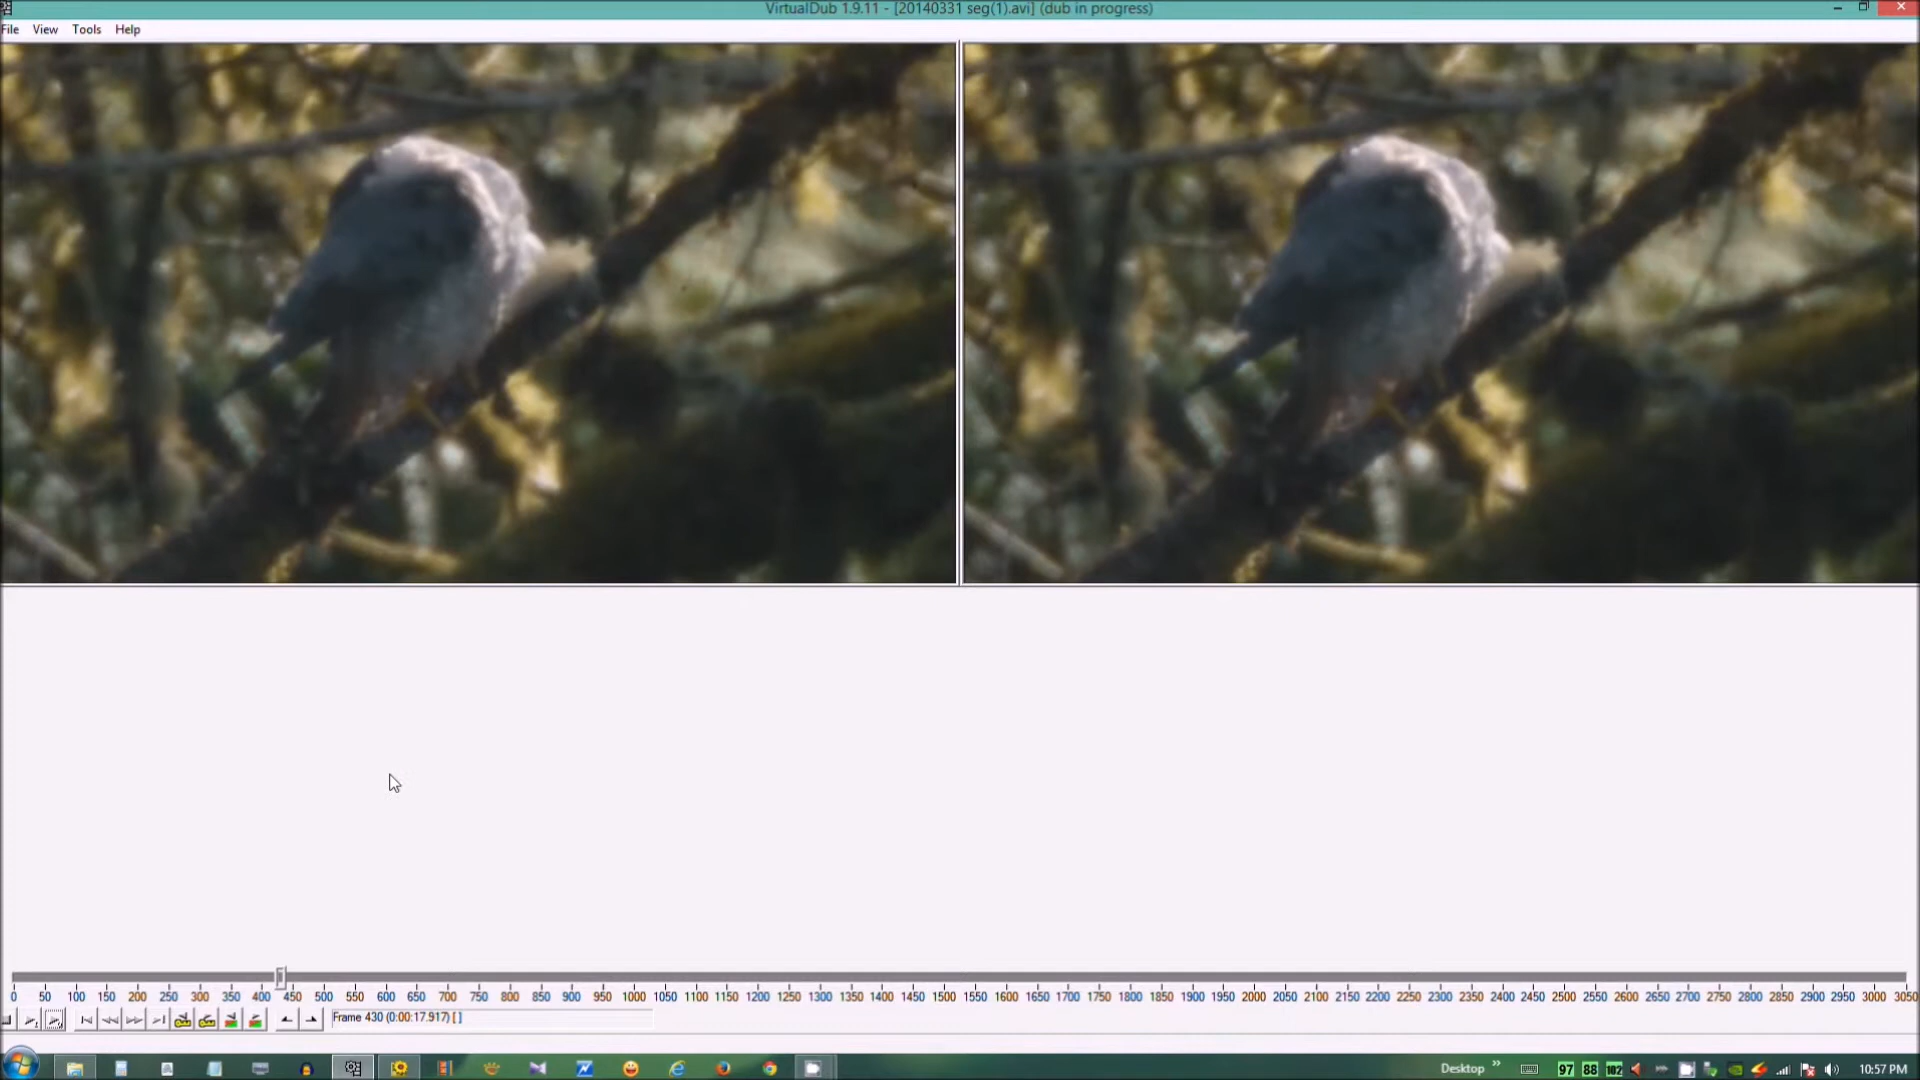 VirtualDub 1.9.11 - [20140331 seg(1).avi] (dub in progress)
File View Tools Help
0 50 100 150 200 250 300 350 400 450 500 550 600 650 700 750 800 850 900 950 1000 1050 1100 1150 1200 1250 1300 1350 1400 1450 1500 1550 1600 1650 1700 1750 1800 1850 1900 1950 2000 2050 2100 2150 2200 2250 2300 2350 2400 2450 2500 2550 2600 2650 2700 2750 2800 2850 2900 2950 3000 3050
Frame 430 (0:00:17.917) [ ]
Desktop » 97 88 102 10:57 PM